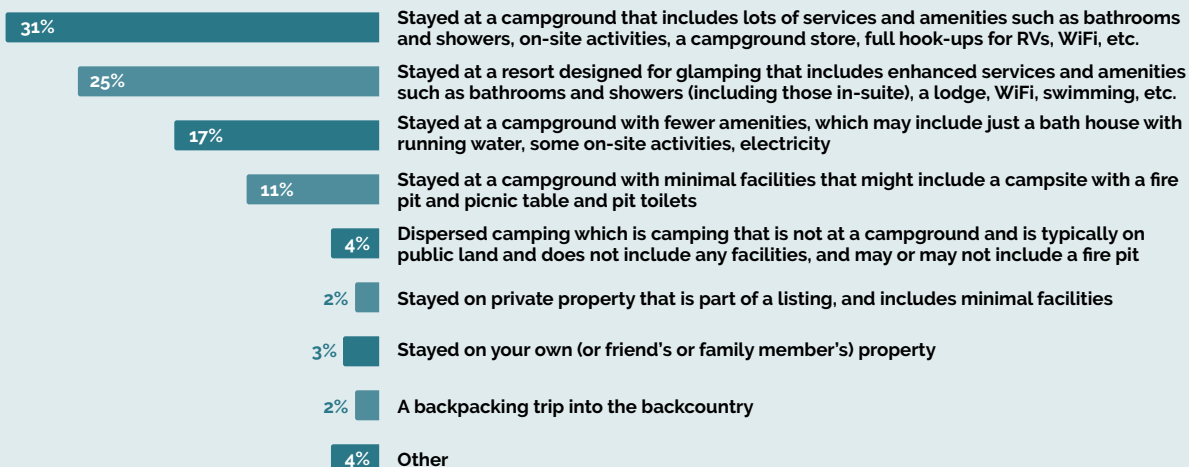 31% Stayed at a campground that includes lots of services and amenities such as bathrooms
and showers, on-site activities, a campground store, full hook-ups for RVs, WiFi, etc.
25% Stayed at a resort designed for glamping that includes enhanced services and amenities
such as bathrooms and showers (including those in-suite), a lodge, WiFi, swimming, etc.
17% Stayed at a campground with fewer amenities, which may include just a bath house with
running water, some on-site activities, electricity
11% Stayed at a campground with minimal facilities that might include a campsite with a fire
pit and picnic table and pit toilets
4% Dispersed camping which is camping that is not at a campground and is typically on
public land and does not include any facilities, and may or may not include a fire pit
2% Stayed on private property that is part of a listing, and includes minimal facilities
3% Stayed on your own (or friend's or family member's) property
2% A backpacking trip into the backcountry
4% Other